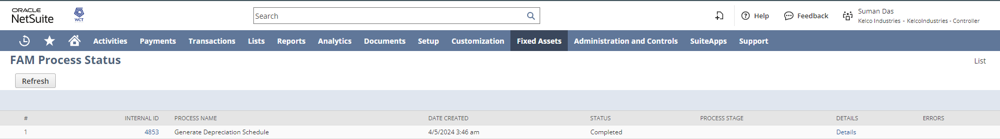 ORACLE
NetSuite
WCT
Search
Help
Feedback
Suman Das
Kelco Industries - KelcoIndustries - Controller
Activities Payments Transactions Lists Reports Analytics Documents Setup Customization Fixed Assets Administration and Controls SuiteApps Support
FAM Process Status
List
Refresh
# INTERNAL ID PROCESS NAME DATE CREATED STATUS PROCESS STAGE DETAILS ERRORS
1 4853 Generate Depreciation Schedule 4/5/2024 3:46 am Completed Details